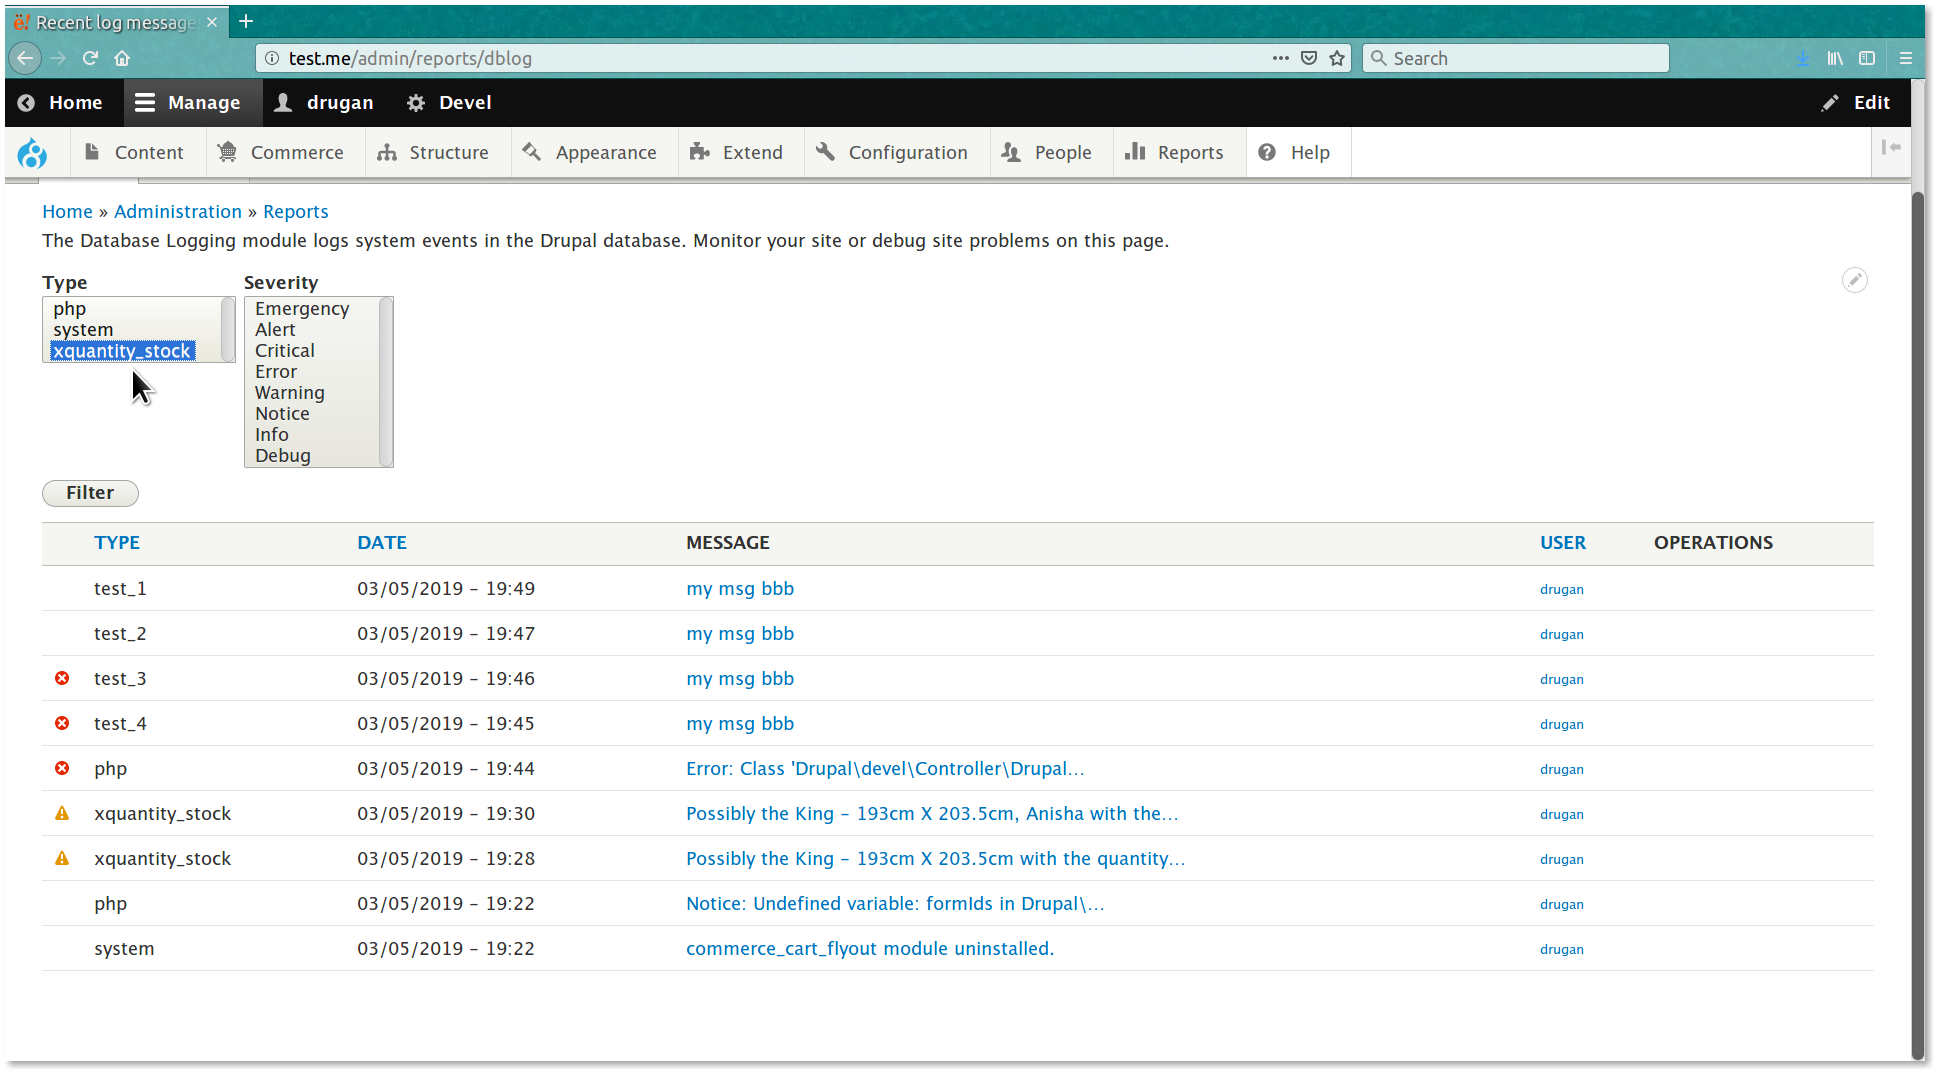 Recent log message
test.me/admin/reports/dblog
Search
Home Manage drugan Devel Edit
Content Commerce Structure Appearance Extend Configuration People Reports Help
Home » Administration » Reports
The Database Logging module logs system events in the Drupal database. Monitor your site or debug site problems on this page.
Type
php
system
xquantity_stock
Severity
Emergency
Alert
Critical
Error
Warning
Notice
Info
Debug
Filter
TYPE DATE MESSAGE USER OPERATIONS
test_1 03/05/2019 - 19:49 my msg bbb drugan
test_2 03/05/2019 - 19:47 my msg bbb drugan
test_3 03/05/2019 - 19:46 my msg bbb drugan
test_4 03/05/2019 - 19:45 my msg bbb drugan
php 03/05/2019 - 19:44 Error: Class 'Drupal\devel\Controller\Drupal… drugan
xquantity_stock 03/05/2019 - 19:30 Possibly the King - 193cm X 203.5cm, Anisha with the… drugan
xquantity_stock 03/05/2019 - 19:28 Possibly the King - 193cm X 203.5cm with the quantity… drugan
php 03/05/2019 - 19:22 Notice: Undefined variable: formIds in Drupal\… drugan
system 03/05/2019 - 19:22 commerce_cart_flyout module uninstalled. drugan